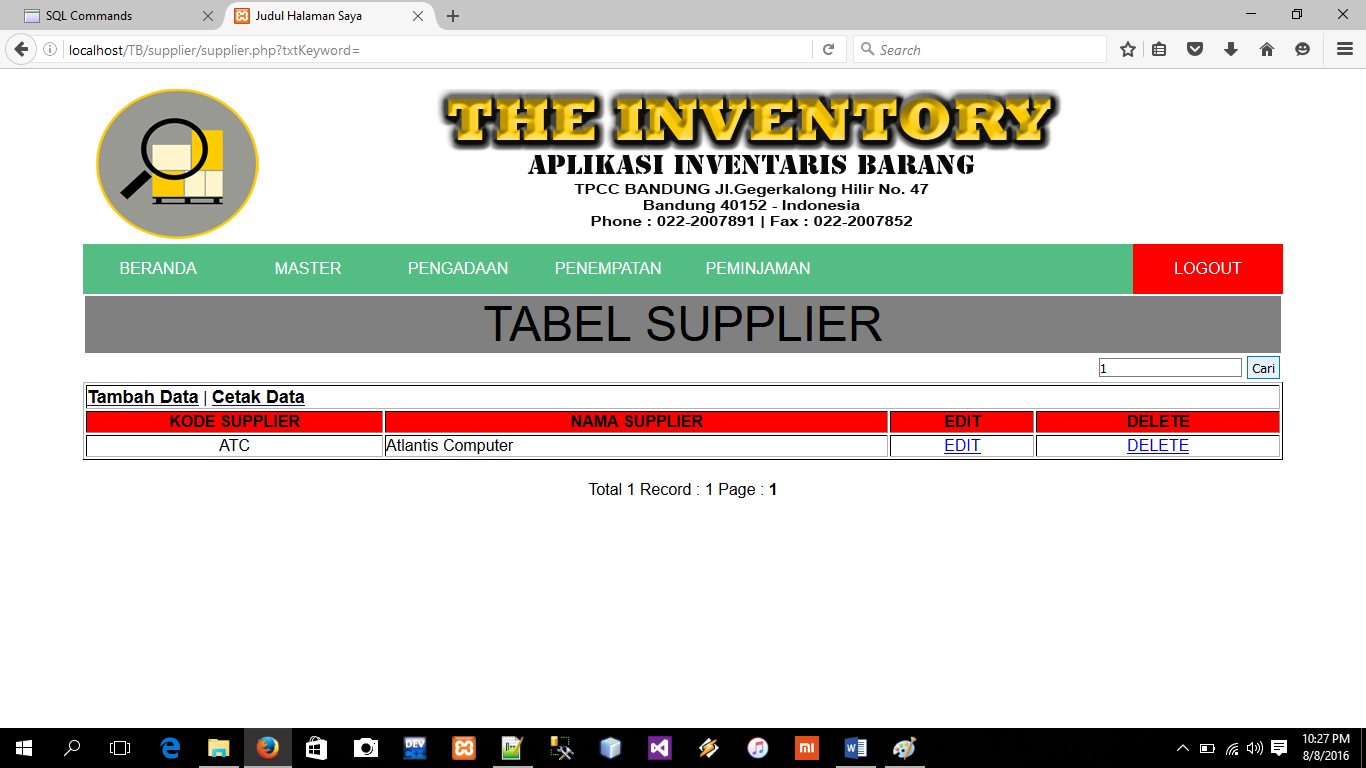 SQL Commands
Judul Halaman Saya
localhost/TB/supplier/supplier.php?txtKeyword=
Search
THE INVENTORY
APLIKASI INVENTARIS BARANG
TPCC BANDUNG Jl.Gegerkalong Hilir No. 47
Bandung 40152 - Indonesia
Phone : 022-2007891 | Fax : 022-2007852
BERANDA MASTER PENGADAAN PENEMPATAN PEMINJAMAN LOGOUT
TABEL SUPPLIER
1 Cari
Tambah Data | Cetak Data
KODE SUPPLIER NAMA SUPPLIER EDIT DELETE
ATC Atlantis Computer EDIT DELETE
Total 1 Record : 1 Page : 1
DEV
mi
10:27 PM
8/8/2016